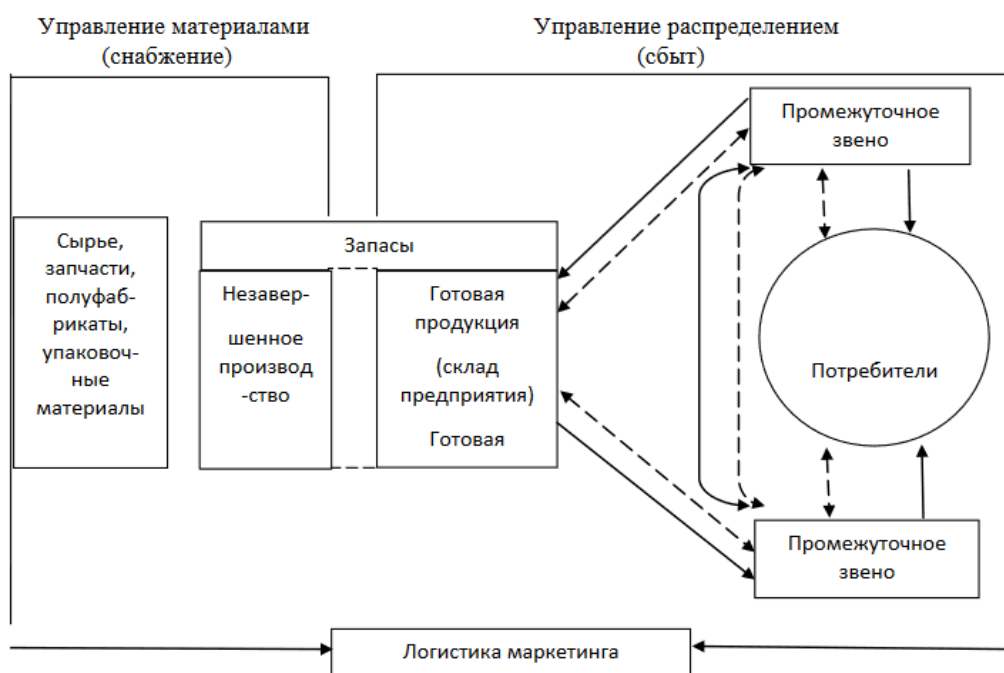 Управление материалами
(снабжение)
Управление распределением
(сбыт)
Промежуточное
звено
Сырье,
запчасти,
полуфаб-
рикаты,
упаковоч-
ные
материалы
Запасы
Незавер-
шенное
производ
-ство
Готовая
продукция
(склад
предприятия)
Готовая
Потребители
Промежуточное
звено
Логистика маркетинга